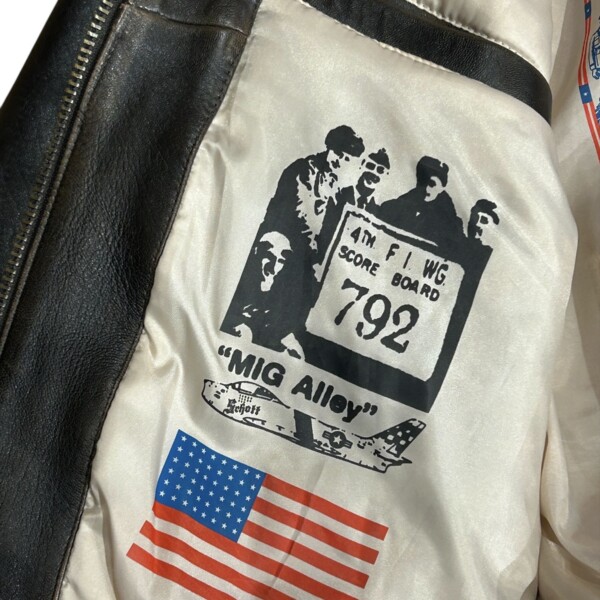 4TH. F. I. WG.
SCORE BOARD
792
"MIG Alley"
Schott